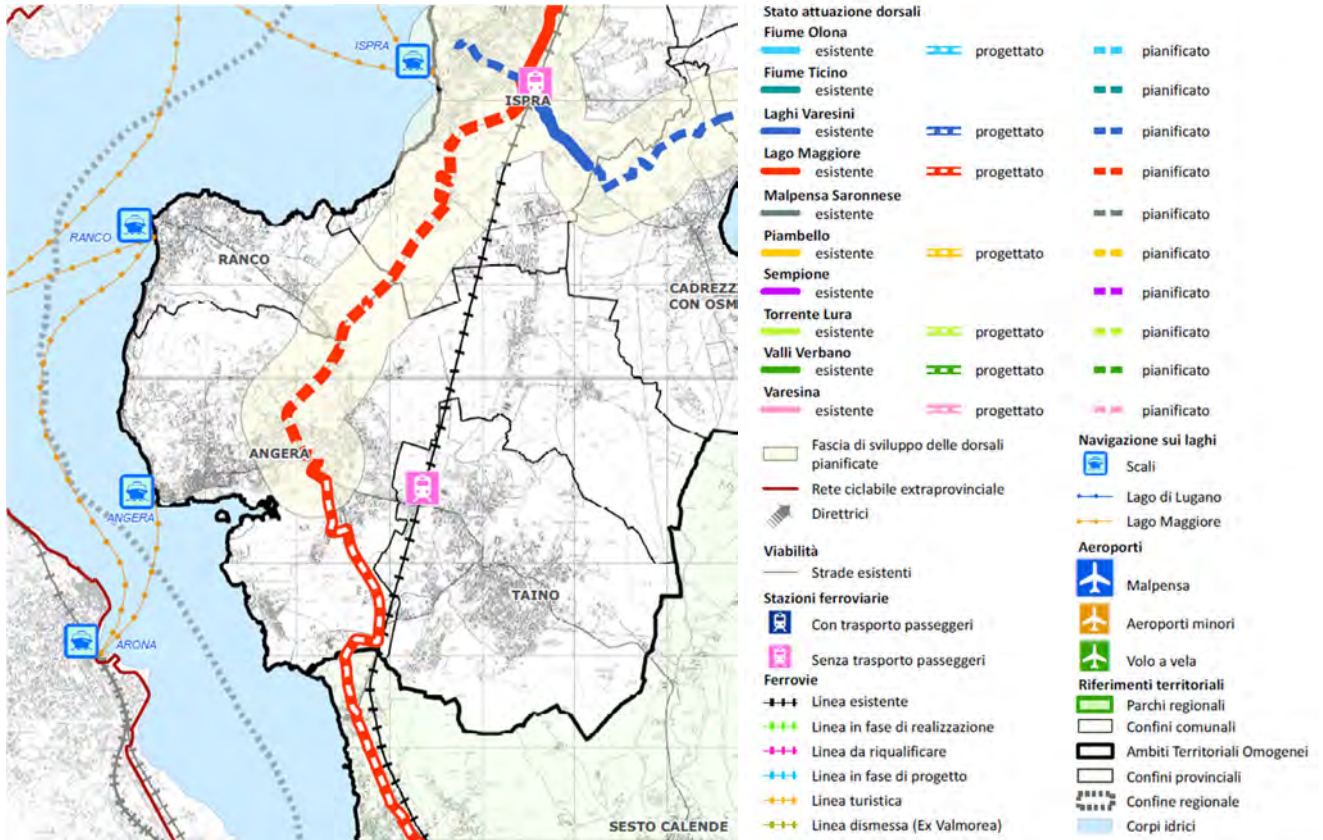 ISPRA
ISPRA
RANCO
RANCO
CADREZZ
CON OSM
ANGERA
ANGERA
TAINO
ARONA
SESTO CALENDE
Stato attuazione dorsali
Fiume Olona
esistente progettato pianificato
Fiume Ticino
esistente pianificato
Laghi Varesini
esistente progettato pianificato
Lago Maggiore
esistente progettato pianificato
Malpensa Saronnese
esistente pianificato
Piambello
esistente progettato pianificato
Sempione
esistente pianificato
Torrente Lura
esistente progettato pianificato
Valli Verbano
esistente progettato pianificato
Varesina
esistente progettato pianificato
Fascia di sviluppo delle dorsali
pianificate
Rete ciclabile extraprovinciale
Direttrici
Viabilità
Strade esistenti
Stazioni ferroviarie
Con trasporto passeggeri
Senza trasporto passeggeri
Ferrovie
Linea esistente
Linea in fase di realizzazione
Linea da riqualificare
Linea in fase di progetto
Linea turistica
Linea dismessa (Ex Valmorea)
Navigazione sui laghi
Scali
Lago di Lugano
Lago Maggiore
Aeroporti
Malpensa
Aeroporti minori
Volo a vela
Riferimenti territoriali
Parchi regionali
Confini comunali
Ambiti Territoriali Omogenei
Confini provinciali
Confine regionale
Corpi idrici